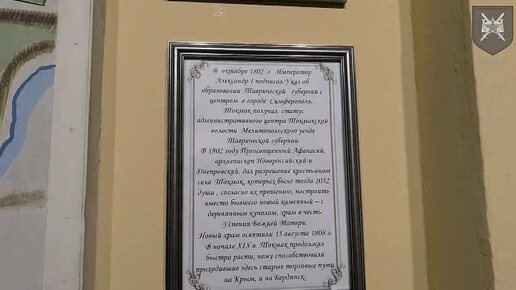 В октябре 1802 г Император
Александр I подписал Указ об
образовании Таврической губернии с
центром в городе Симферополь.
Токмак получил статус
административного центра Токмакской
волости Мелитопольского уезда
Таврической губернии.
В 1802 году Преосвященный Афанасий,
архиепископ Новороссийский и
Днепровский, дал разрешение крестьянам
села Токмак, которых было тогда 1032
души, согласно их прошению, построить
вместо бывшего новый каменный – с
деревянным куполом, храм в честь
Успения Божией Матери.
Новый храм освятили 15 августа 1808 г.
В начале XIX в. Токмак продолжал
быстро расти, чему способствовали
проходившие здесь старые торговые пути
на Крым, и на Бердянск.